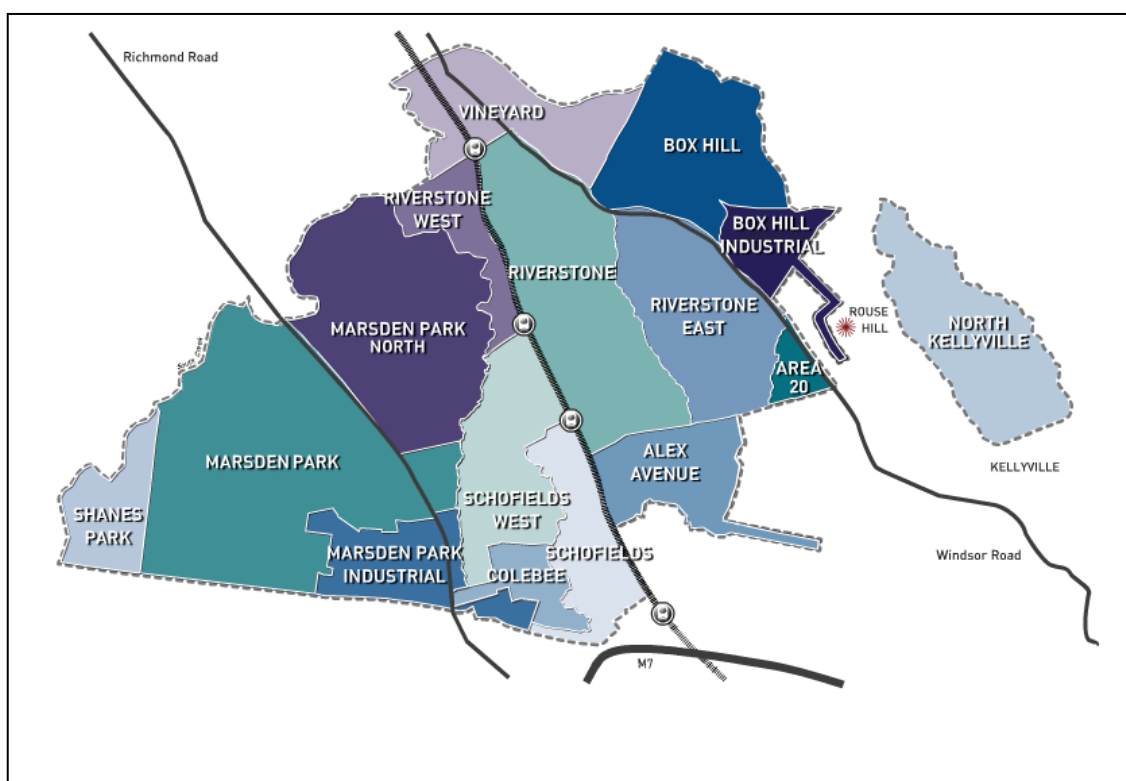 Richmond Road
VINEYARD
BOX HILL
RIVERSTONE
WEST
BOX HILL
INDUSTRIAL
RIVERSTONE
RIVERSTONE
EAST
ROUSE
HILL
NORTH
KELLYVILLE
MARSDEN PARK
NORTH
South Creek
AREA
20
MARSDEN PARK
ALEX
AVENUE
KELLYVILLE
SHANES
PARK
SCHOFIELDS
WEST
MARSDEN PARK
INDUSTRIAL
SCHOFIELDS
COLEBEE
Windsor Road
M7